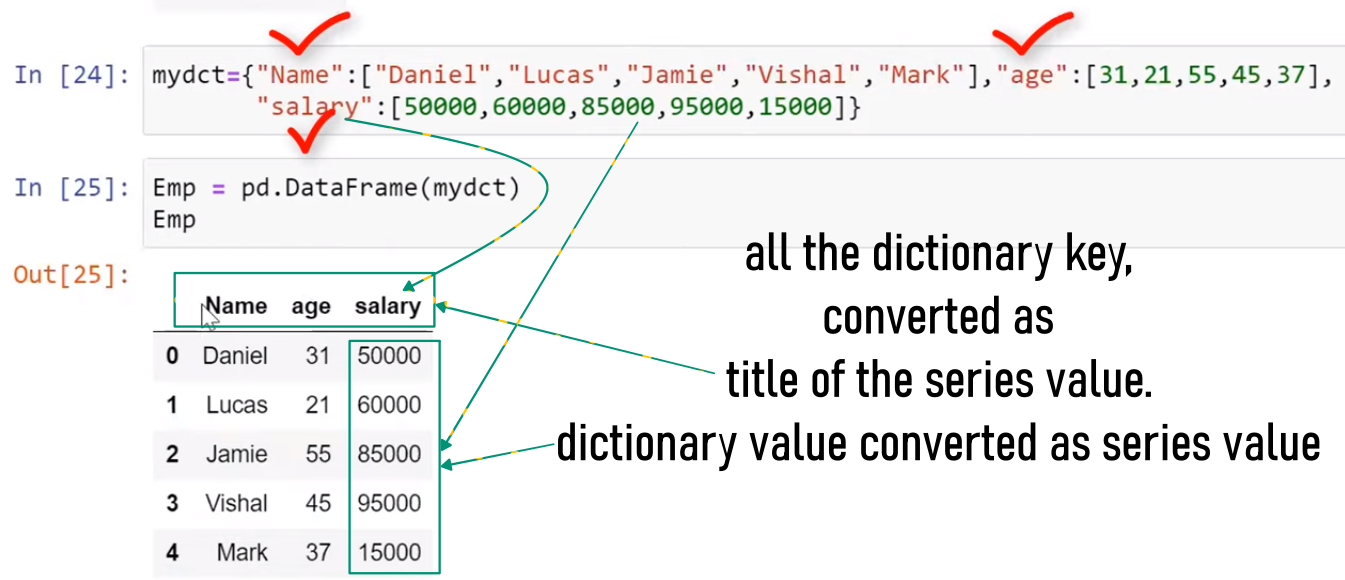 In [24]: mydct={"Name":["Daniel","Lucas","Jamie","Vishal","Mark"],"age":[31,21,55,45,37],
"salary":[50000,60000,85000,95000,15000]}
In [25]: Emp = pd.DataFrame(mydct)
Emp
Out[25]:
Name age salary
0 Daniel 31 50000
1 Lucas 21 60000
2 Jamie 55 85000
3 Vishal 45 95000
4 Mark 37 15000
all the dictionary key,
converted as
title of the series value.
dictionary value converted as series value